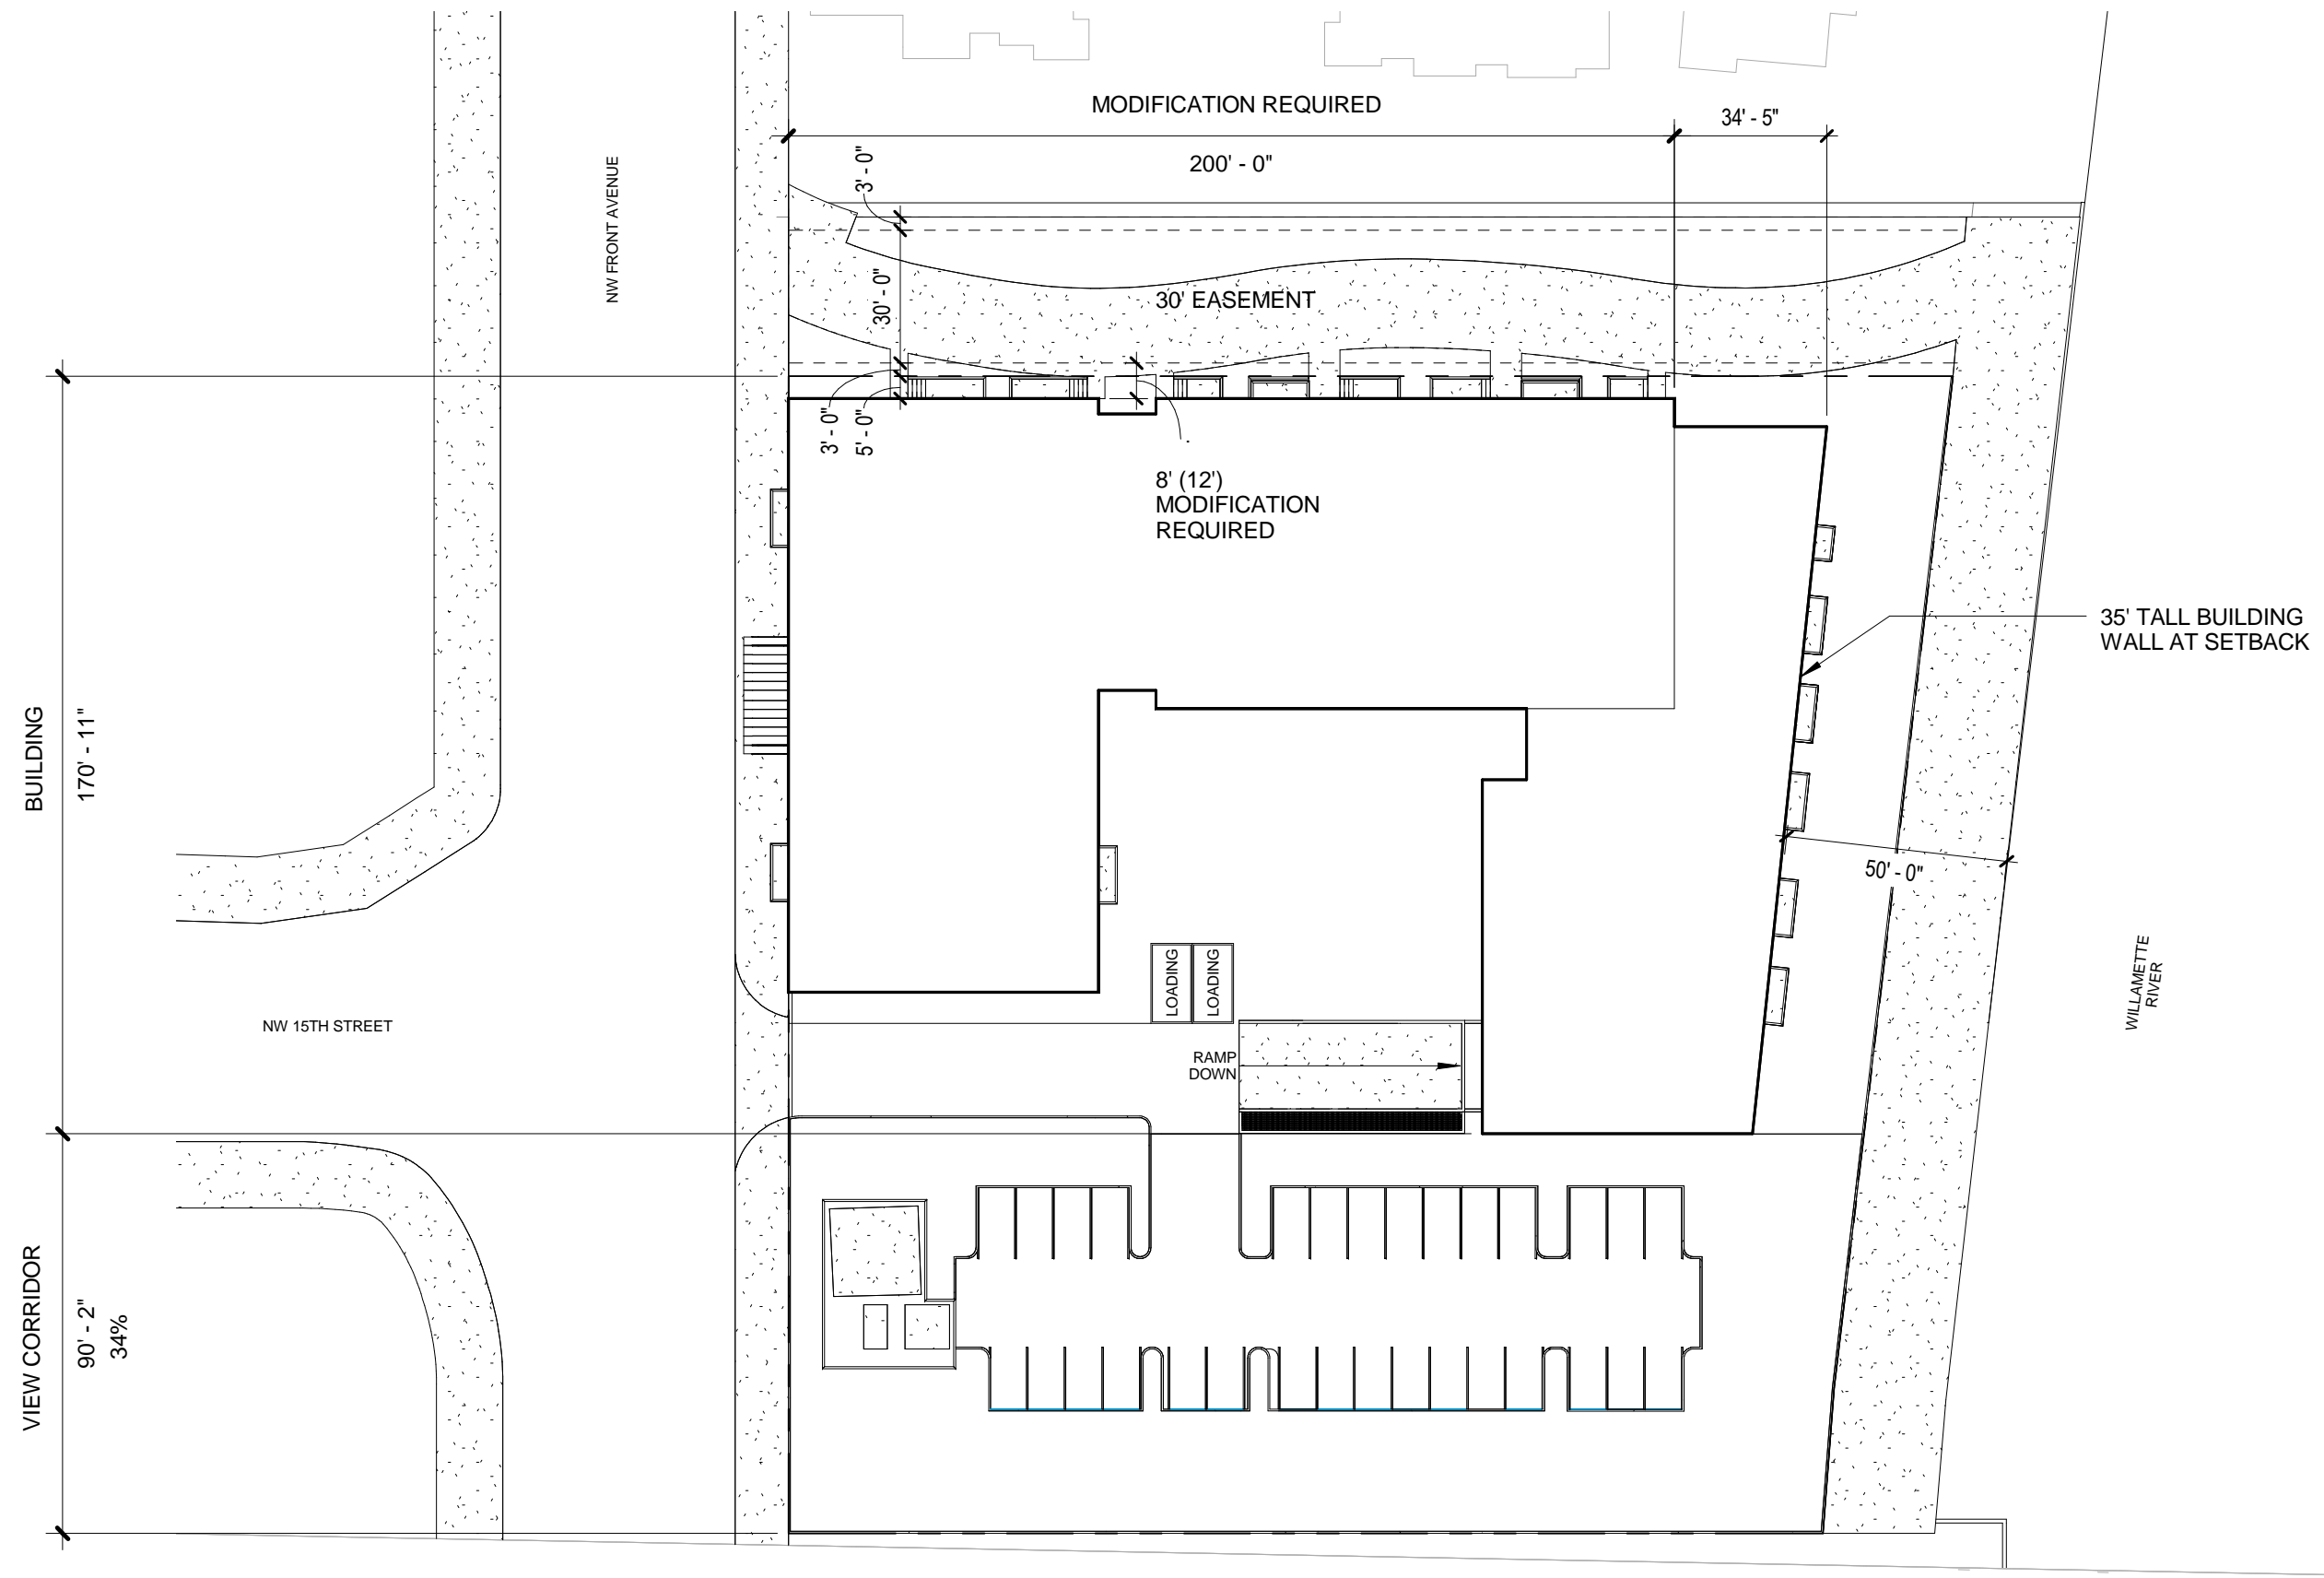 MODIFICATION REQUIRED
34' - 5"
200' - 0"
3' - 0"
NW FRONT AVENUE
30' - 0"
30' EASEMENT
3' - 0"
5' - 0"
8' (12')
MODIFICATION
REQUIRED
35' TALL BUILDING
WALL AT SETBACK
BUILDING
170' - 11"
50' - 0"
LOADING
LOADING
NW 15TH STREET
RAMP
DOWN
WILLAMETTE
RIVER
VIEW CORRIDOR
90' - 2"
34%